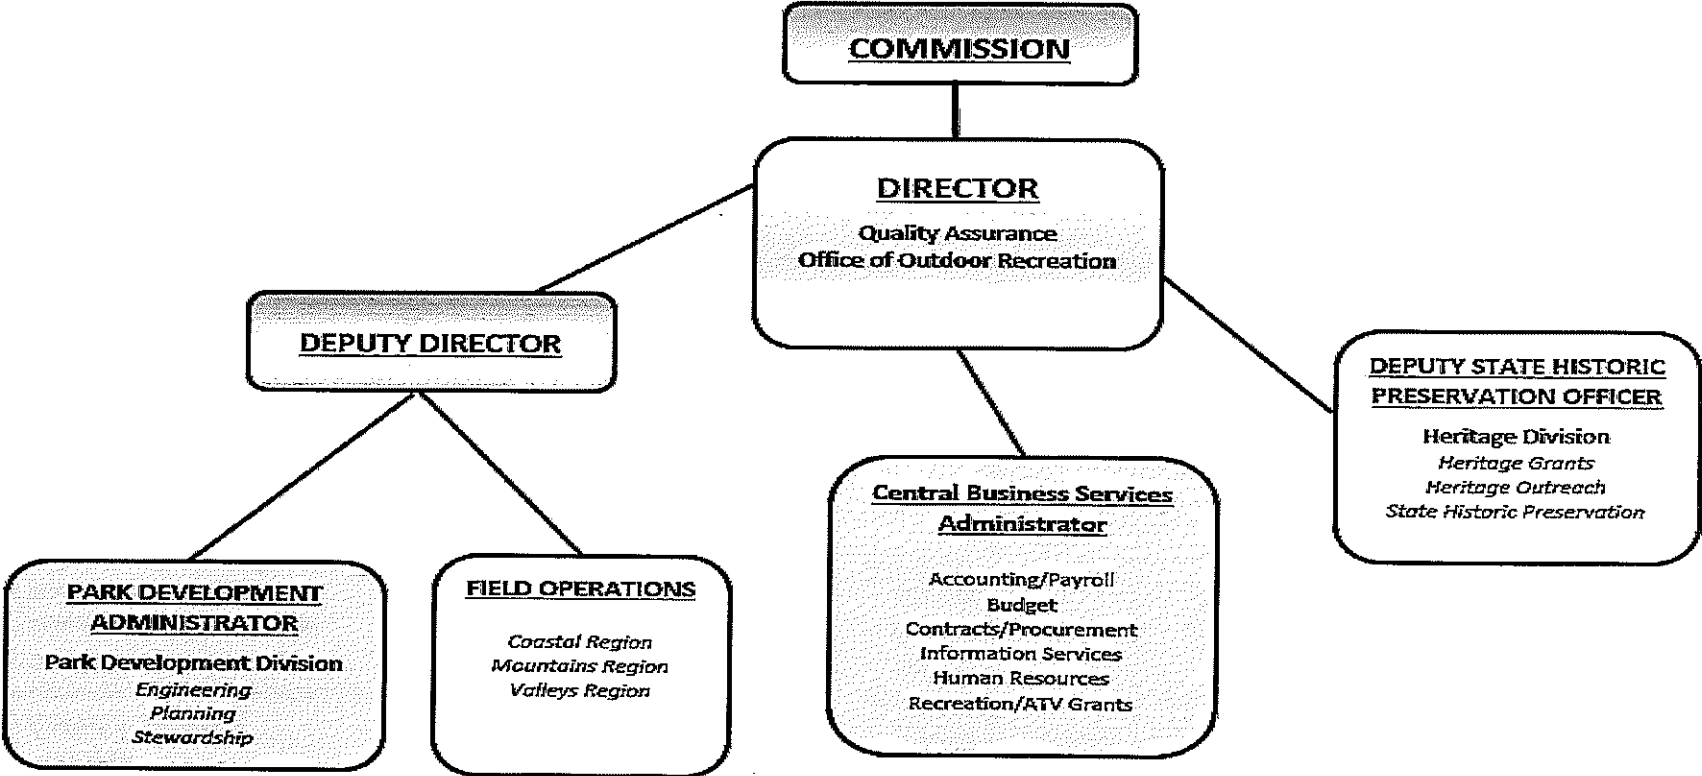 COMMISSION
DIRECTOR
Quality Assurance
Office of Outdoor Recreation
DEPUTY DIRECTOR
DEPUTY STATE HISTORIC
PRESERVATION OFFICER
Heritage Division
Heritage Grants
Heritage Outreach
State Historic Preservation
PARK DEVELOPMENT
ADMINISTRATOR
Park Development Division
Engineering
Planning
Stewardship
FIELD OPERATIONS
Coastal Region
Mountains Region
Valleys Region
Central Business Services
Administrator
Accounting/Payroll
Budget
Contracts/Procurement
Information Services
Human Resources
Recreation/ATV Grants